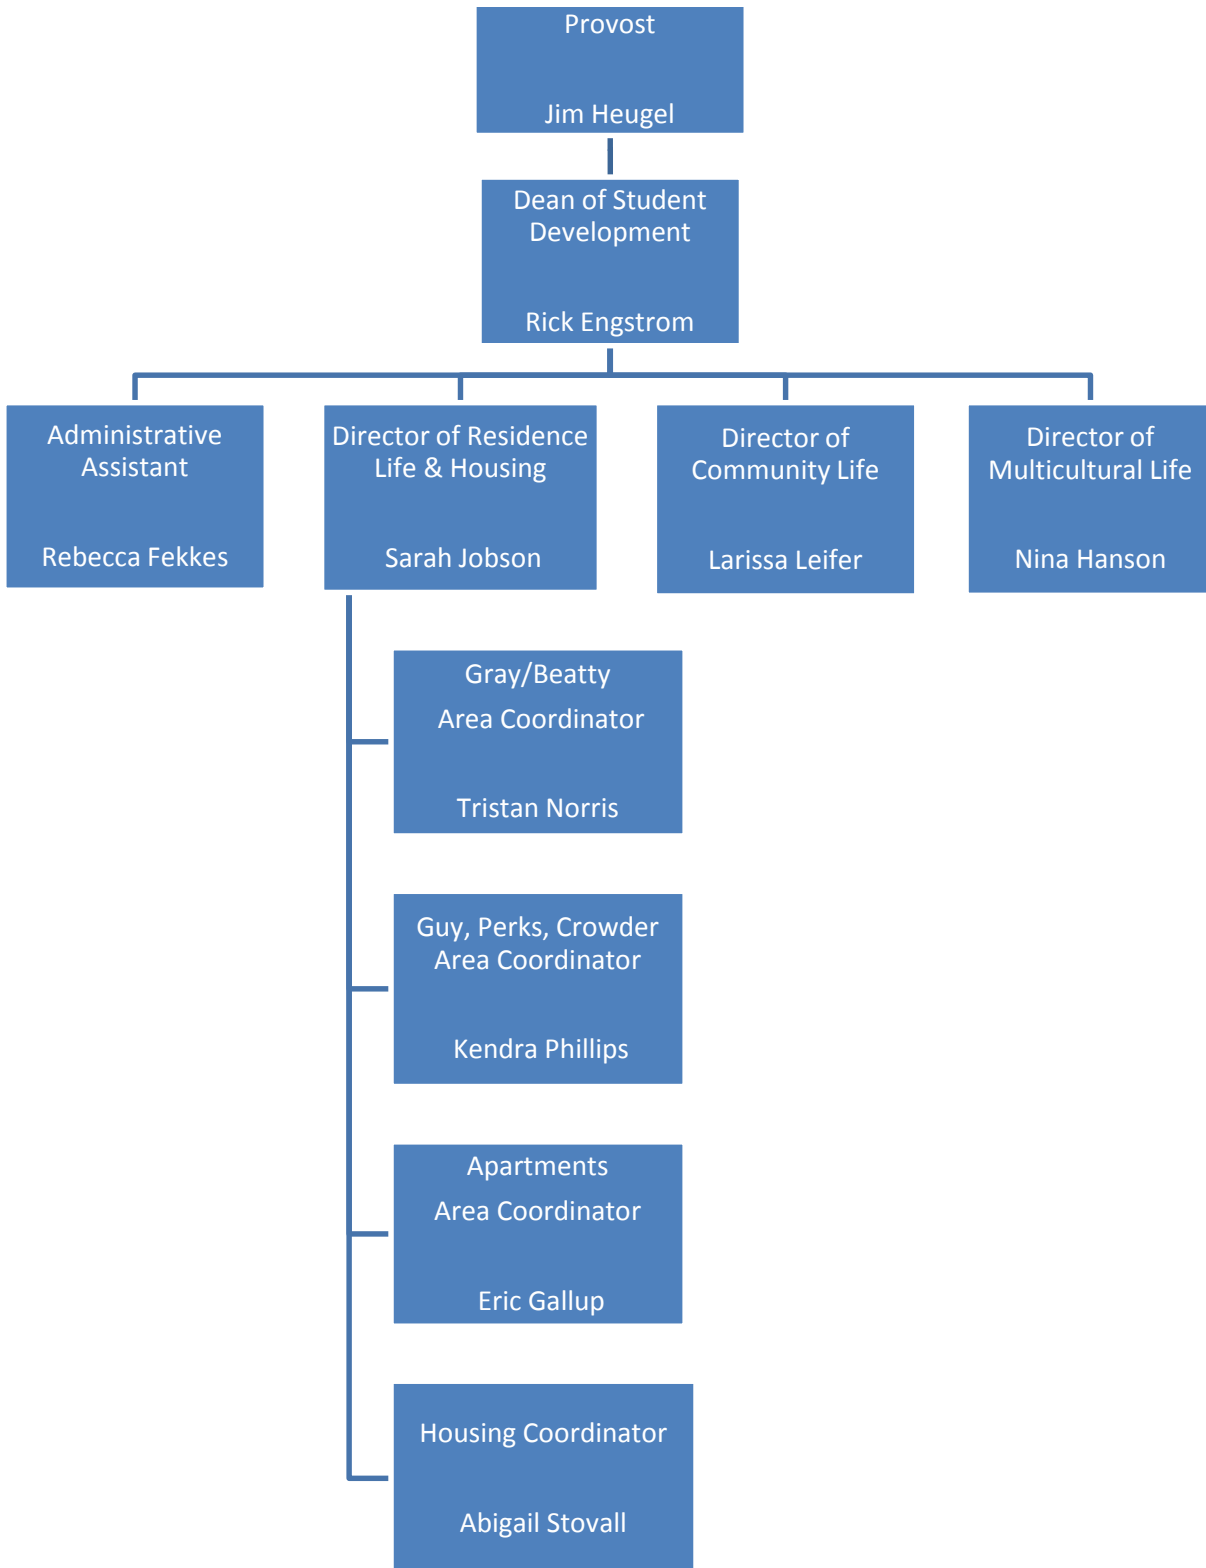 Provost
Jim Heugel
Dean of Student
Development
Rick Engstrom
Administrative
Assistant
Rebecca Fekkes
Director of Residence
Life & Housing
Sarah Jobson
Director of
Community Life
Larissa Leifer
Director of
Multicultural Life
Nina Hanson
Gray/Beatty
Area Coordinator
Tristan Norris
Guy, Perks, Crowder
Area Coordinator
Kendra Phillips
Apartments
Area Coordinator
Eric Gallup
Housing Coordinator
Abigail Stovall